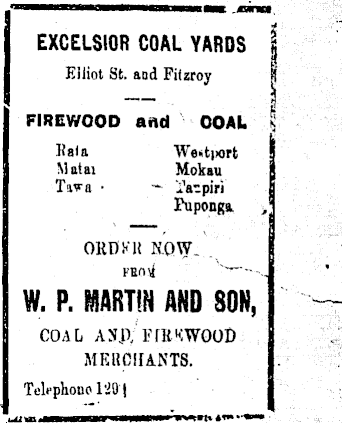 EXCELSIOR COAL YARDS
Elliot St. and Fitzroy
FIREWOOD and COAL
Rata Westport
Matai Mokau
Tawa Taupiri
Puponga
ORDER NOW
FROM
W. P. MARTIN AND SON,
COAL AND FIREWOOD
MERCHANTS.
Telephone